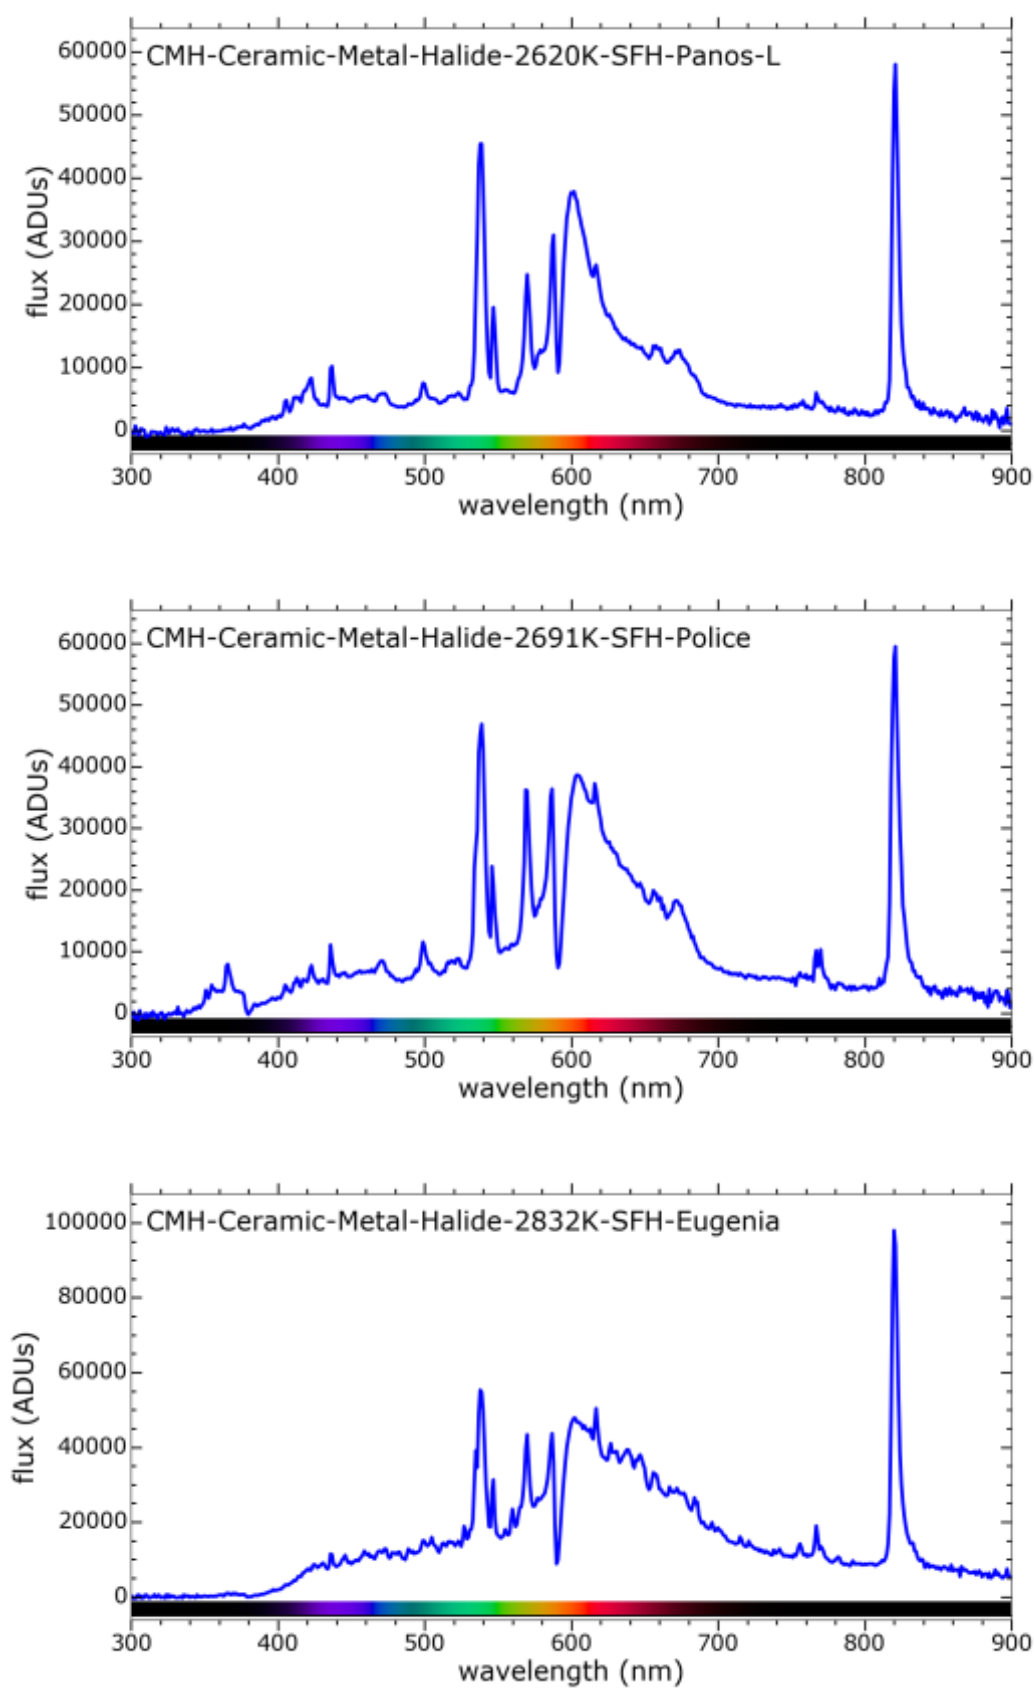 CMH-Ceramic-Metal-Halide-2620K-SFH-Panos-L
60000
50000
40000
30000
20000
10000
0
flux (ADUs)
300 400 500 600 700 800 900
wavelength (nm)
CMH-Ceramic-Metal-Halide-2691K-SFH-Police
60000
50000
40000
30000
20000
10000
0
flux (ADUs)
300 400 500 600 700 800 900
wavelength (nm)
CMH-Ceramic-Metal-Halide-2832K-SFH-Eugenia
100000
80000
60000
40000
20000
0
flux (ADUs)
300 400 500 600 700 800 900
wavelength (nm)